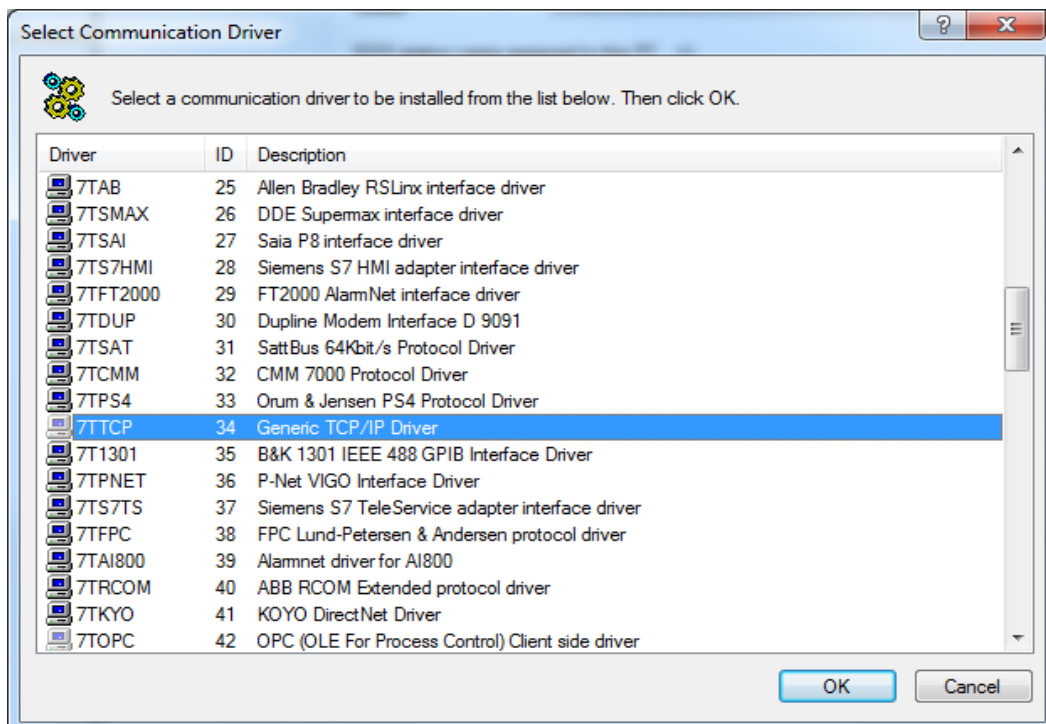 Select Communication Driver
Select a communication driver to be installed from the list below. Then click OK.
Driver ID Description
7TAB 25 Allen Bradley RSLinx interface driver
7TSMAX 26 DDE Supermax interface driver
7TSAI 27 Saia P8 interface driver
7TS7HMI 28 Siemens S7 HMI adapter interface driver
7TFT2000 29 FT2000 AlarmNet interface driver
7TDUP 30 Dupline Modem Interface D 9091
7TSAT 31 SattBus 64Kbit/s Protocol Driver
7TCMM 32 CMM 7000 Protocol Driver
7TPS4 33 Orum & Jensen PS4 Protocol Driver
7TTCP 34 Generic TCP/IP Driver
7T1301 35 B&K 1301 IEEE 488 GPIB Interface Driver
7TPNET 36 P-Net VIGO Interface Driver
7TS7TS 37 Siemens S7 TeleService adapter interface driver
7TFPC 38 FPC Lund-Petersen & Andersen protocol driver
7TAI800 39 Alarmnet driver for AI800
7TRCOM 40 ABB RCOM Extended protocol driver
7TKYO 41 KOYO DirectNet Driver
7TOPC 42 OPC (OLE For Process Control) Client side driver
OK Cancel